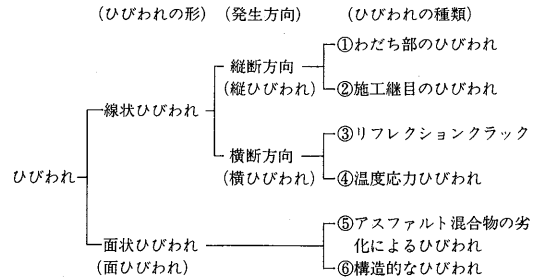 (ひびわれの形) (発生方向) (ひびわれの種類)
①わだち部のひびわれ
縦断方向
(縦ひびわれ)
②施工継目のひびわれ
線状ひびわれ
③リフレクションクラック
横断方向
(横ひびわれ)
④温度応力ひびわれ
ひびわれ
⑤アスファルト混合物の劣
化によるひびわれ
面状ひびわれ
(面ひびわれ)
⑥構造的なひびわれ